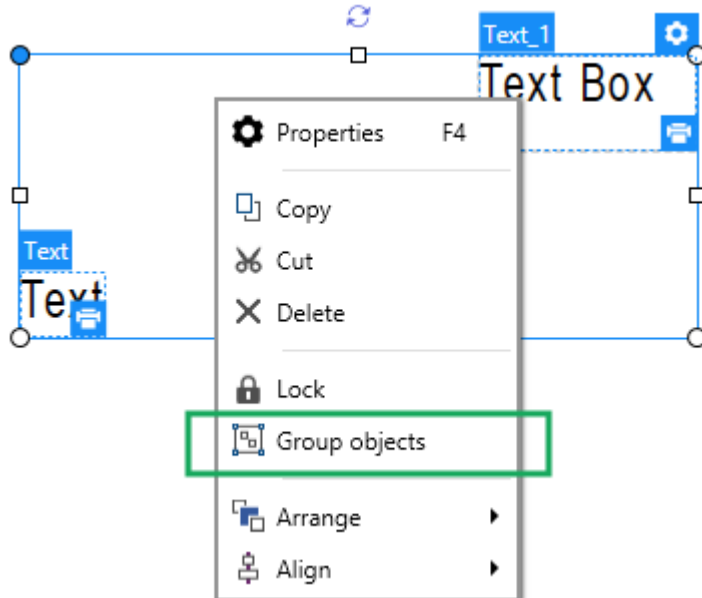 Text_1
Text Box
Properties F4
Copy
Cut
Text
Text
Delete
Lock
Group objects
Arrange
Align